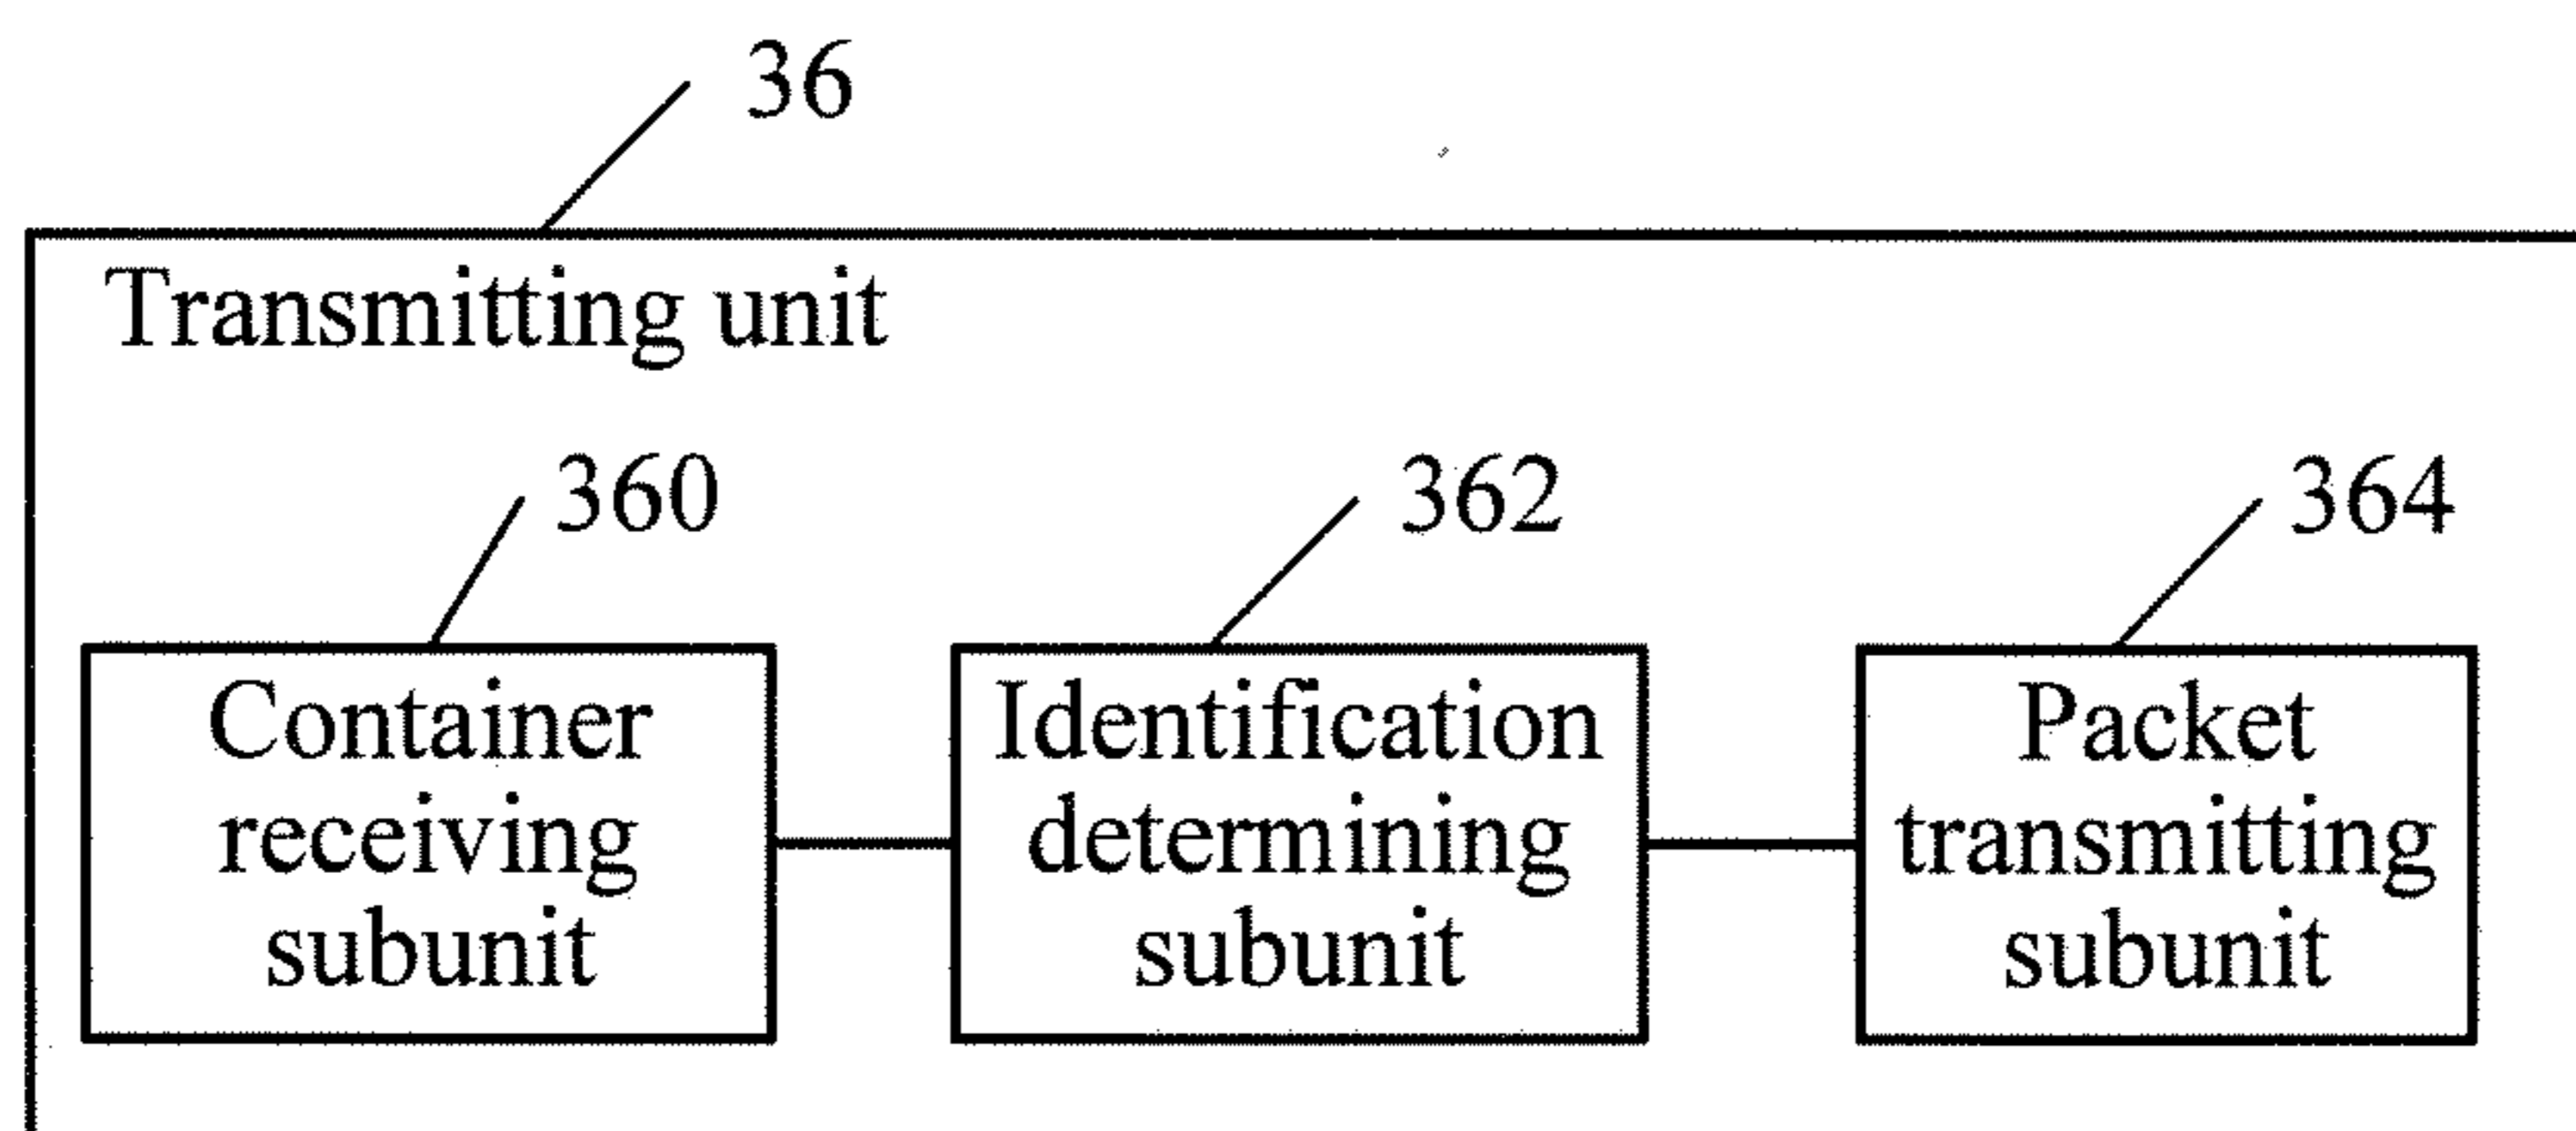 36
Transmitting unit
360
362
364
Container
receiving
subunit
Identification
determining
subunit
Packet
transmitting
subunit